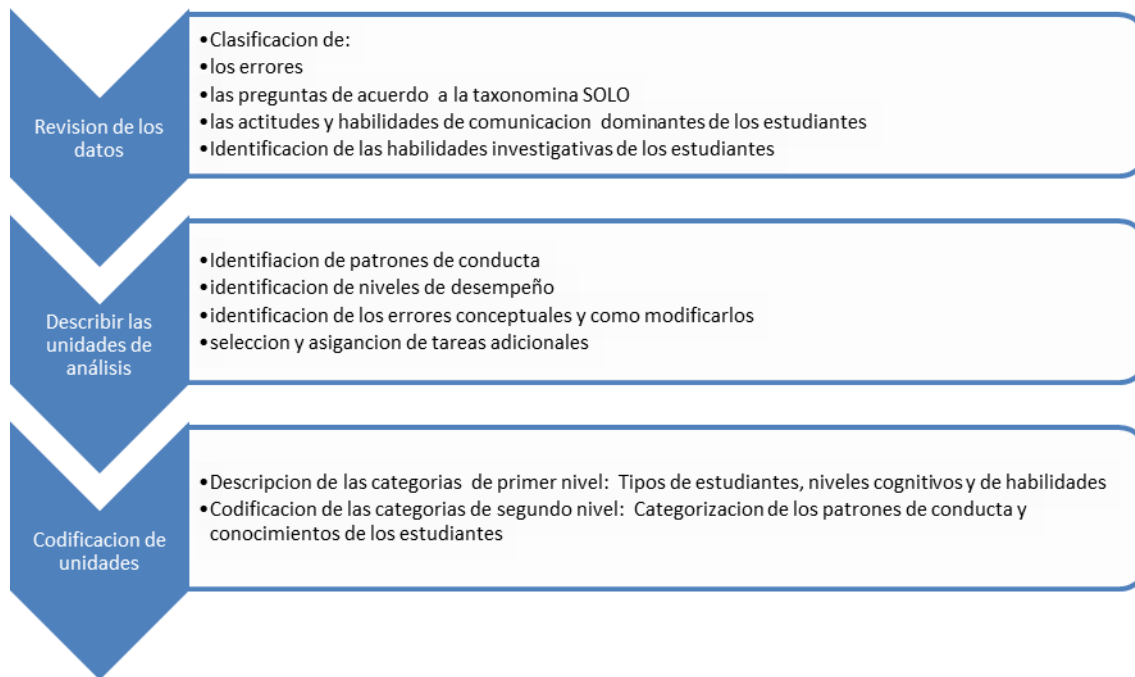 Revision de los
datos
•Clasificacion de:
•los errores
•las preguntas de acuerdo a la taxonomina SOLO
•las actitudes y habilidades de comunicacion dominantes de los estudiantes
•Identificacion de las habilidades investigativas de los estudiantes
Describir las
unidades de
análisis
•Identifiacion de patrones de conducta
•identificacion de niveles de desempeño
•identificacion de los errores conceptuales y como modificarlos
•seleccion y asigancion de tareas adicionales
Codificacion de
unidades
•Descripcion de las categorias de primer nivel: Tipos de estudiantes, niveles cognitivos y de habilidades
•Codificacion de las categorias de segundo nivel: Categorizacion de los patrones de conducta y
conocimientos de los estudiantes